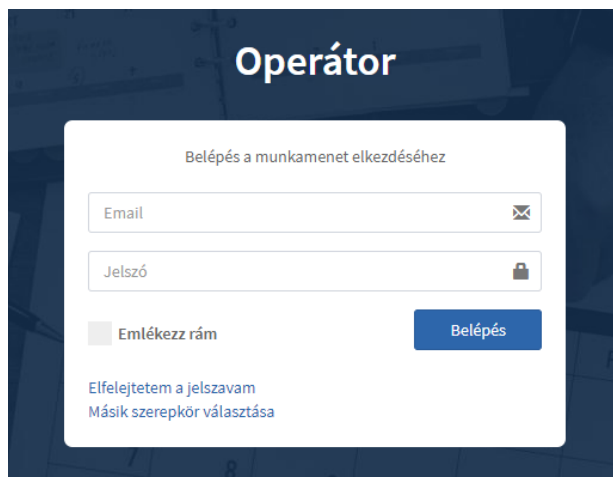 Operátor
Belépés a munkamenet elkezdéséhez
Email
Jelszó
Emlékezz rám
Belépés
Elfelejtetem a jelszavam
Másik szerepkör választása